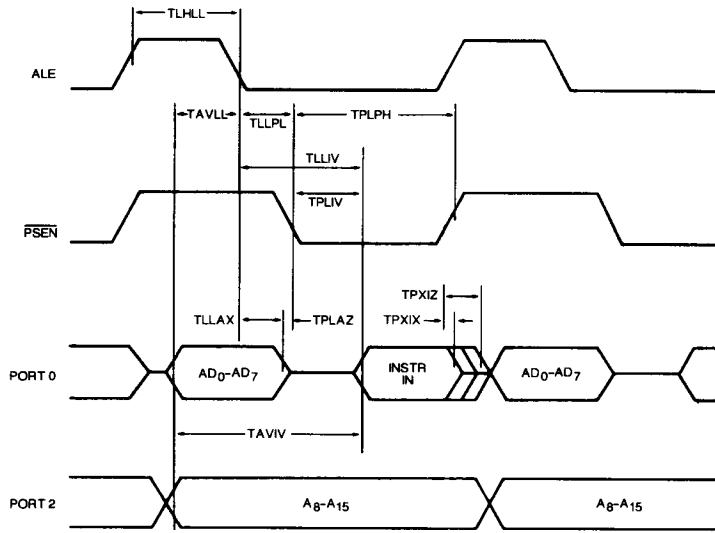 TLHLL
ALE
TAVLL
TLLPL
TPLPH
TLLIV
TPLIV
PSEN
TPXIZ
TLLAX
TPLAZ
TPXIX
PORT 0
AD0–AD7
INSTR
IN
AD0–AD7
TAVIV
PORT 2
A8–A15
A8–A15